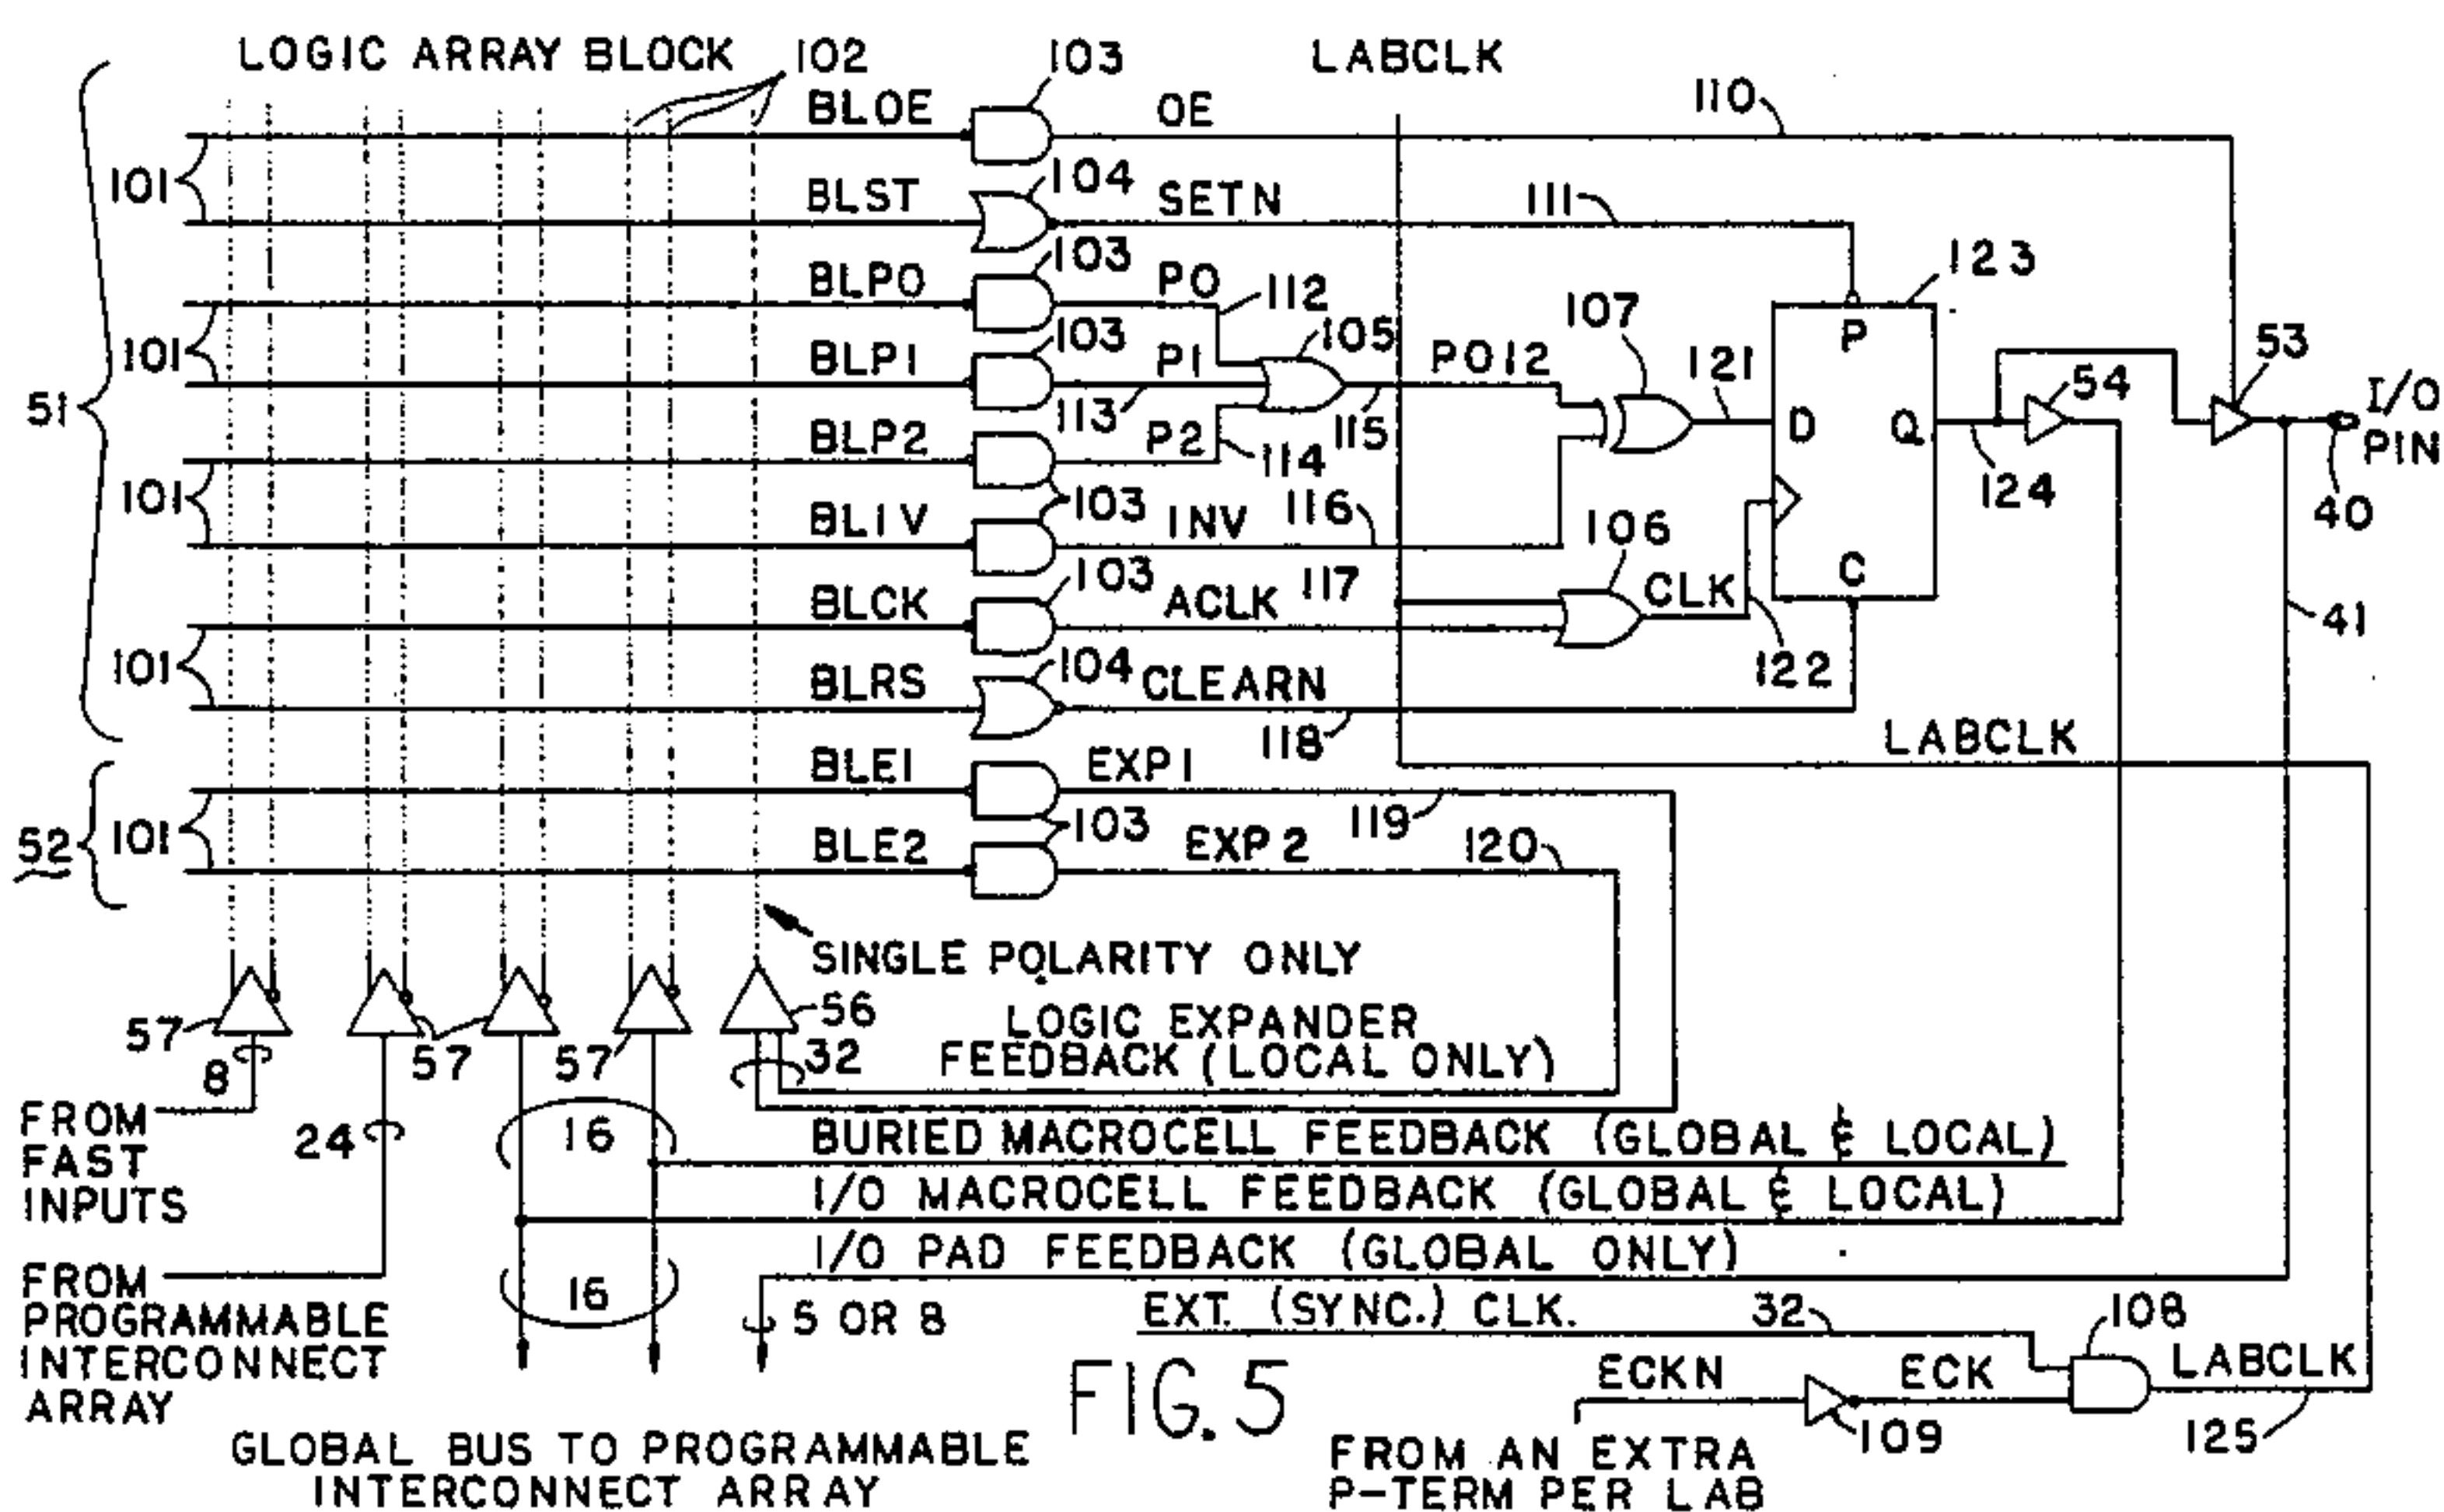 LOGIC ARRAY BLOCK
102
103
LABCLK
BLOE
OE
110
101
BLST
104
SETN
111
103
BLPO
PO
112
123
101
BLP1
103
P1
105
PO12
107
121
P
53
51
113
115
D
Q
54
I/O
PIN
BLP2
P2
114
124
40
101
103
BLIV
INV
116
106
C
BLCK
103
ACLK
117
CLK
41
101
BLRS
104
CLEARN
122
118
LABCLK
BLE1
EXP1
52
101
103
119
BLE2
EXP2
120
SINGLE POLARITY ONLY
57
57
57
56
8
32
LOGIC EXPANDER
FEEDBACK (LOCAL ONLY)
FROM
FAST
INPUTS
24
16
BURIED MACROCELL FEEDBACK (GLOBAL & LOCAL)
I/O MACROCELL FEEDBACK (GLOBAL & LOCAL)
I/O PAD FEEDBACK (GLOBAL ONLY)
FROM
PROGRAMMABLE
INTERCONNECT
ARRAY
16
5 OR 8
EXT. (SYNC.) CLK.
32
108
ECKN
ECK
LABCLK
109
125
FIG. 5
GLOBAL BUS TO PROGRAMMABLE
INTERCONNECT ARRAY
FROM AN EXTRA
P-TERM PER LAB